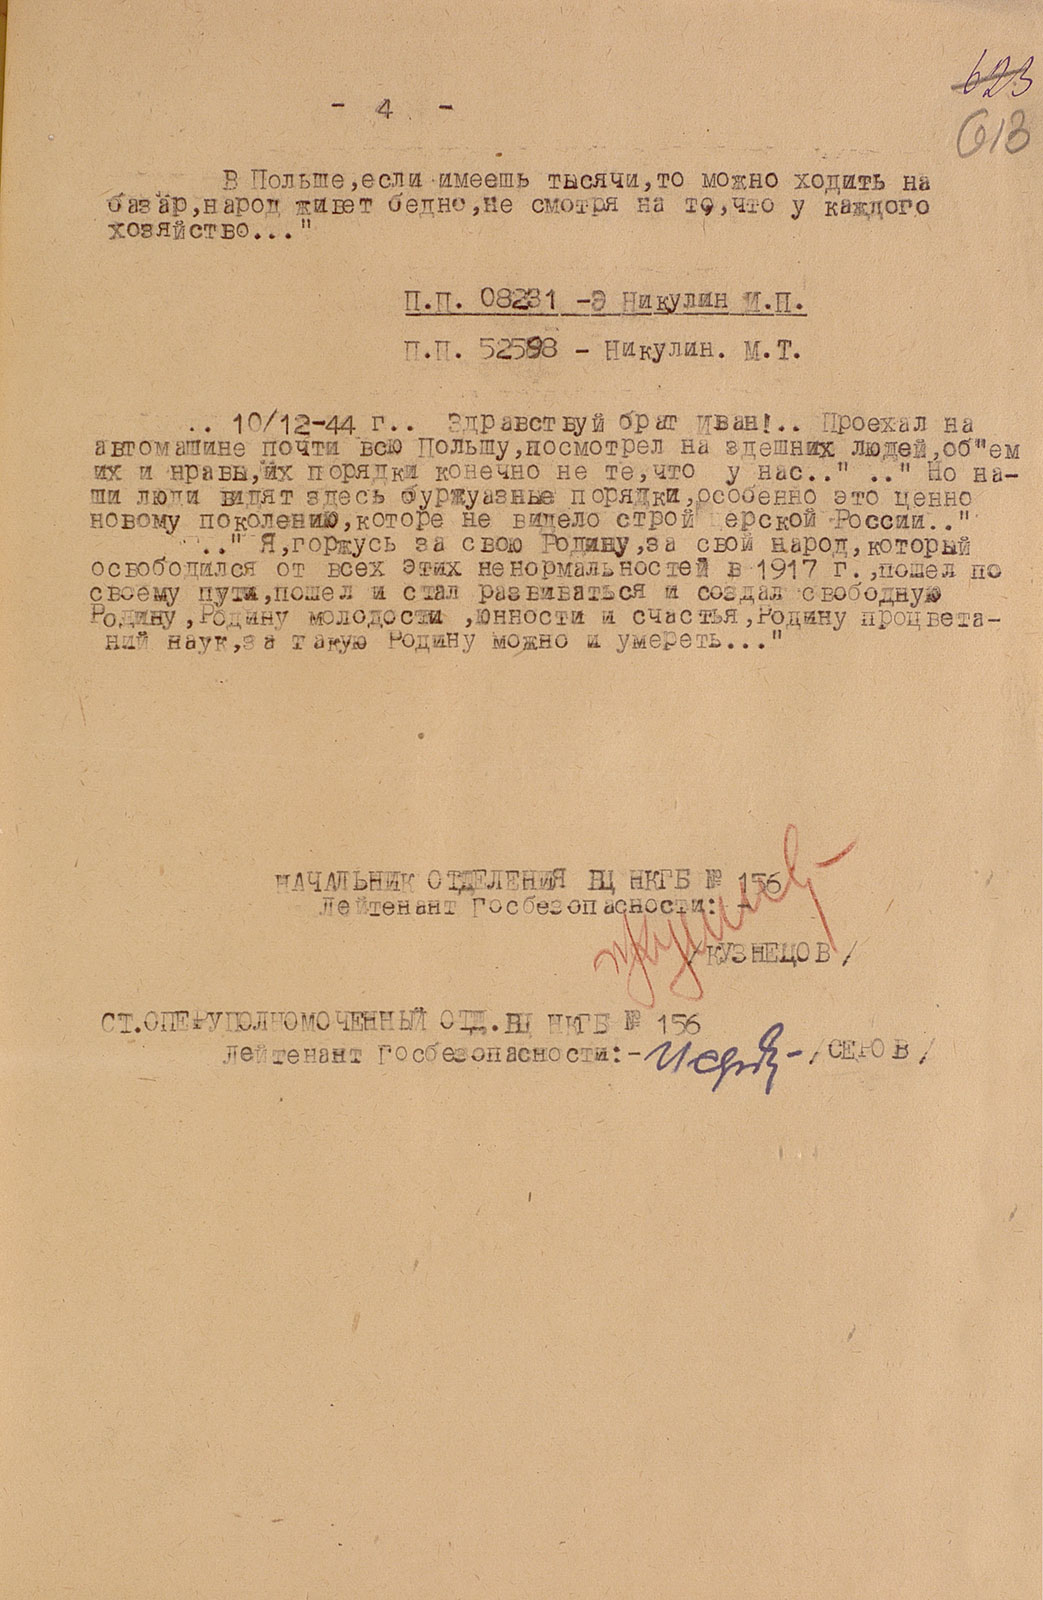 623
613
- 4 -
В Польше,если имеешь тысячи,то можно ходить на
базар,народ живет бедно,не смотря на то,что у каждого
хозяйство..."
П.П. 08231 -Э Никулин И.П.
П.П. 52598 - Никулин. М.Т.
.. 10/12-44 г.. Здравствуй брат Иван!.. Проехал на
автомашине почти всю Польшу,посмотрел на здешних людей,об"ем
их и нравы,их порядки конечно не те,что у нас.." .." Но на-
ши люди видят здесь буржуазные порядки,особенно это ценно
новому поколению,которе не видело строй церской России.."
.." Я,горжусь за свою Родину,за свой народ,который
освободился от всех этих ненормальностей в 1917 г.,пошел по
своему пути,пошел и стал развиваться и создал свободную
Родину,Родину молодости ,юнности и счастья,Родину процвета-
ний наук,за такую Родину можно и умереть..."
НАЧАЛЬНИК ОТДЕЛЕНИЯ ВЦ НКГБ № 156
Лейтенант Госбезопасности: -
/КУЗНЕЦОВ/
СТ.ОПЕРУПОЛНОМОЧЕННЫЙ ОТД.ВЦ НКГБ № 156
Лейтенант Госбезопасности:- /СЕРОВ/